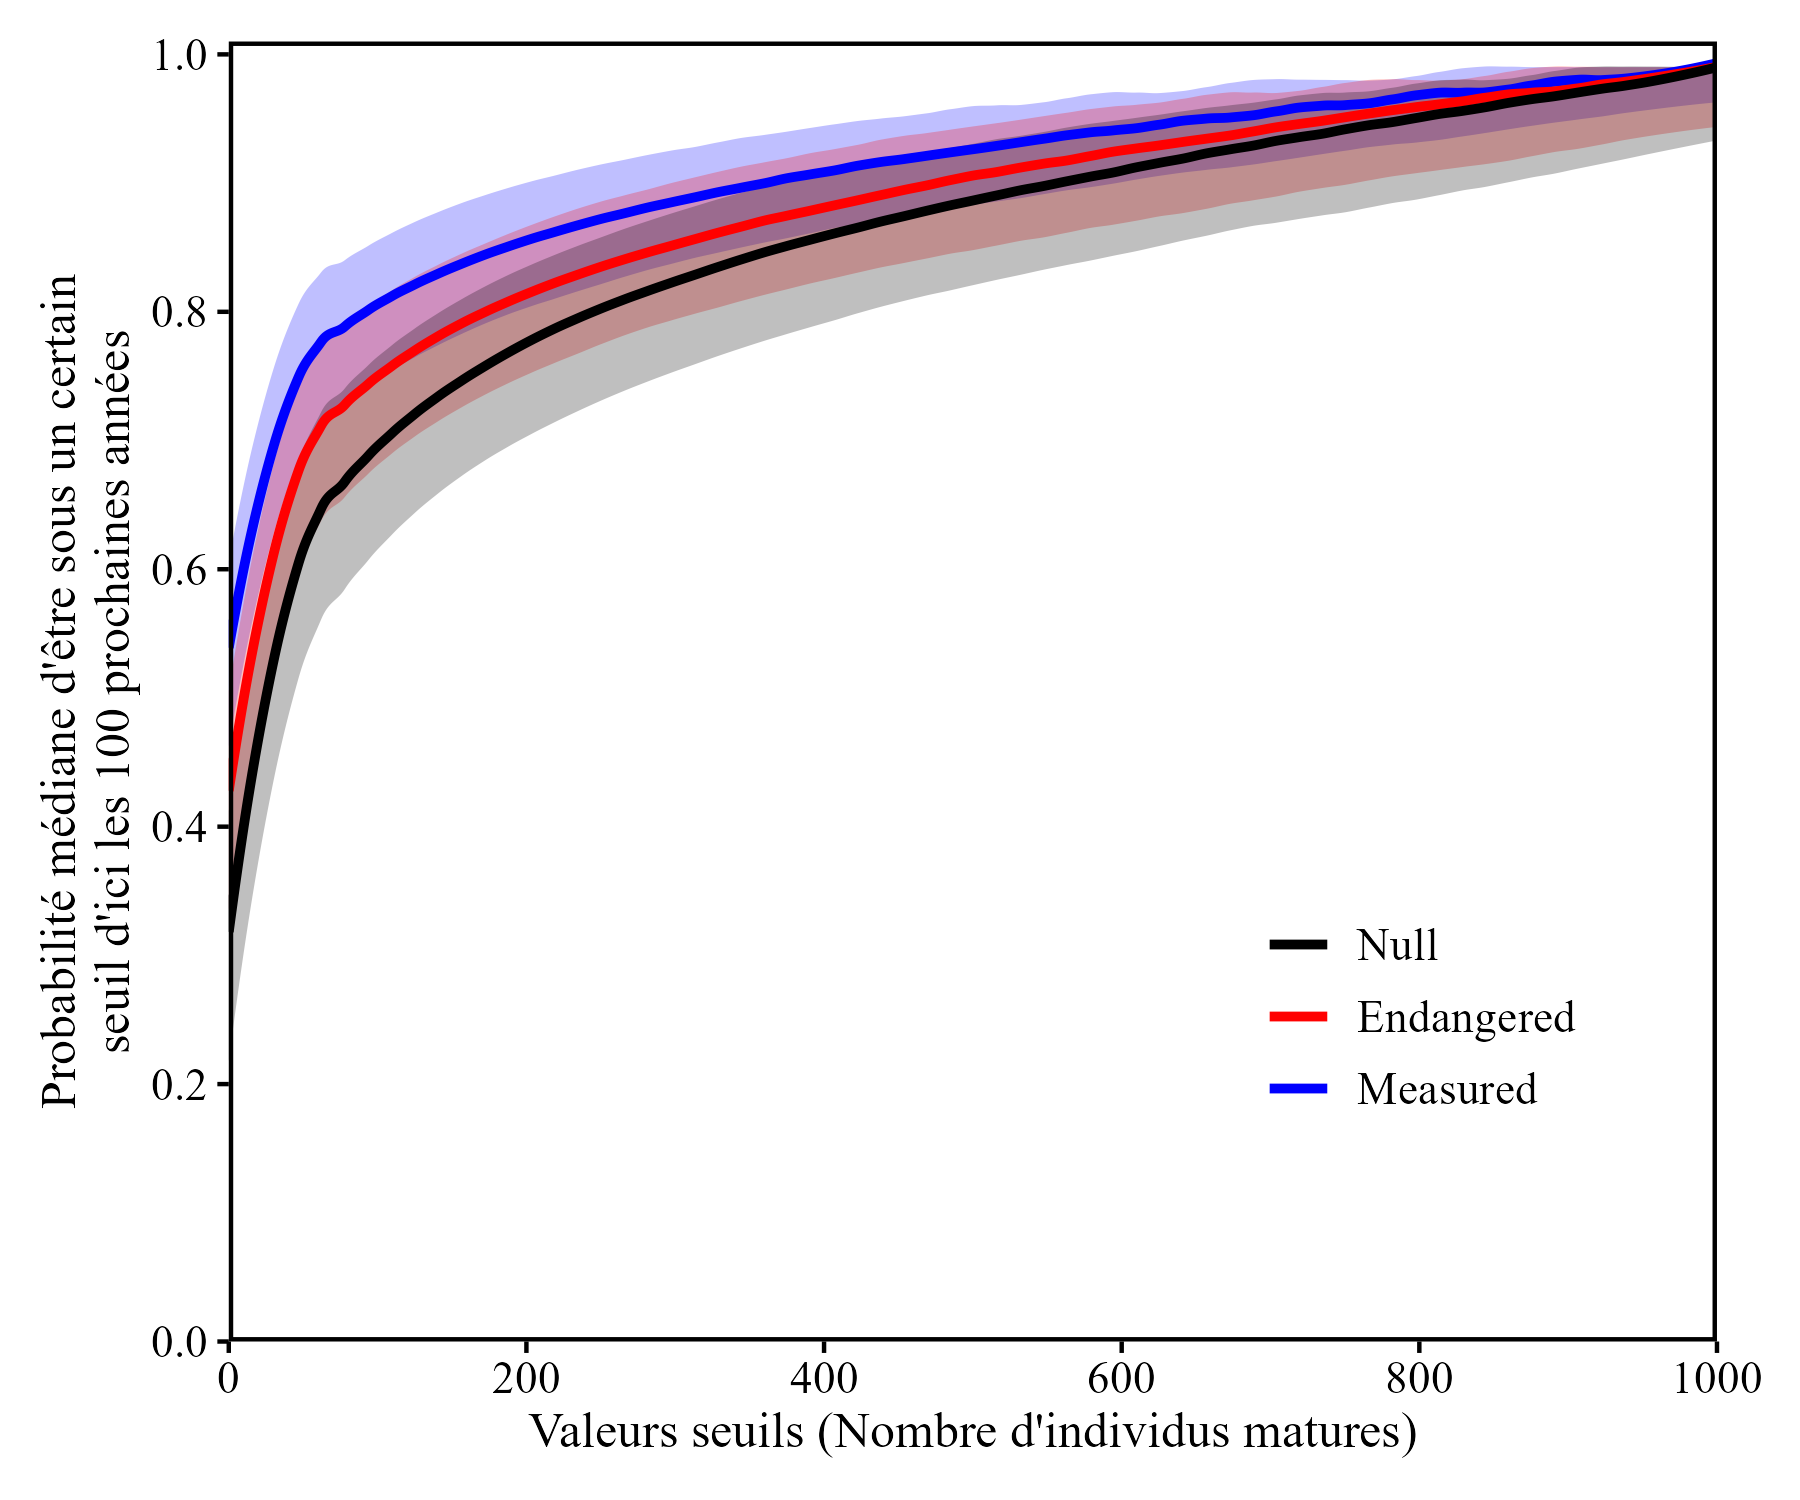 Probabilité médiane d'être sous un certain
seuil d'ici les 100 prochaines années
1.0
0.8
0.6
0.4
0.2
0.0
Null
Endangered
Measured
0 200 400 600 800 1000
Valeurs seuils (Nombre d'individus matures)